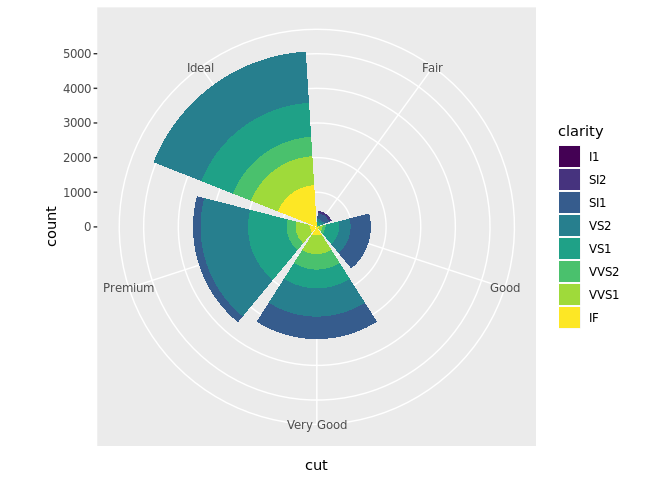 5000
4000
3000
2000
1000
0
count
Ideal
Fair
Good
Very Good
Premium
cut
clarity
I1
SI2
SI1
VS2
VS1
VVS2
VVS1
IF